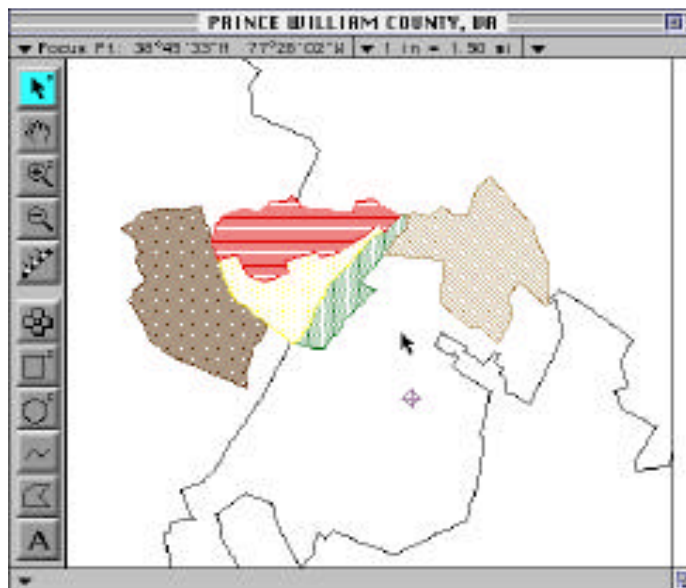 PRINCE WILLIAM COUNTY, VA
Focus Pt: 38°45'33"N 77°28'02"W 1 in = 1.50 mi
A